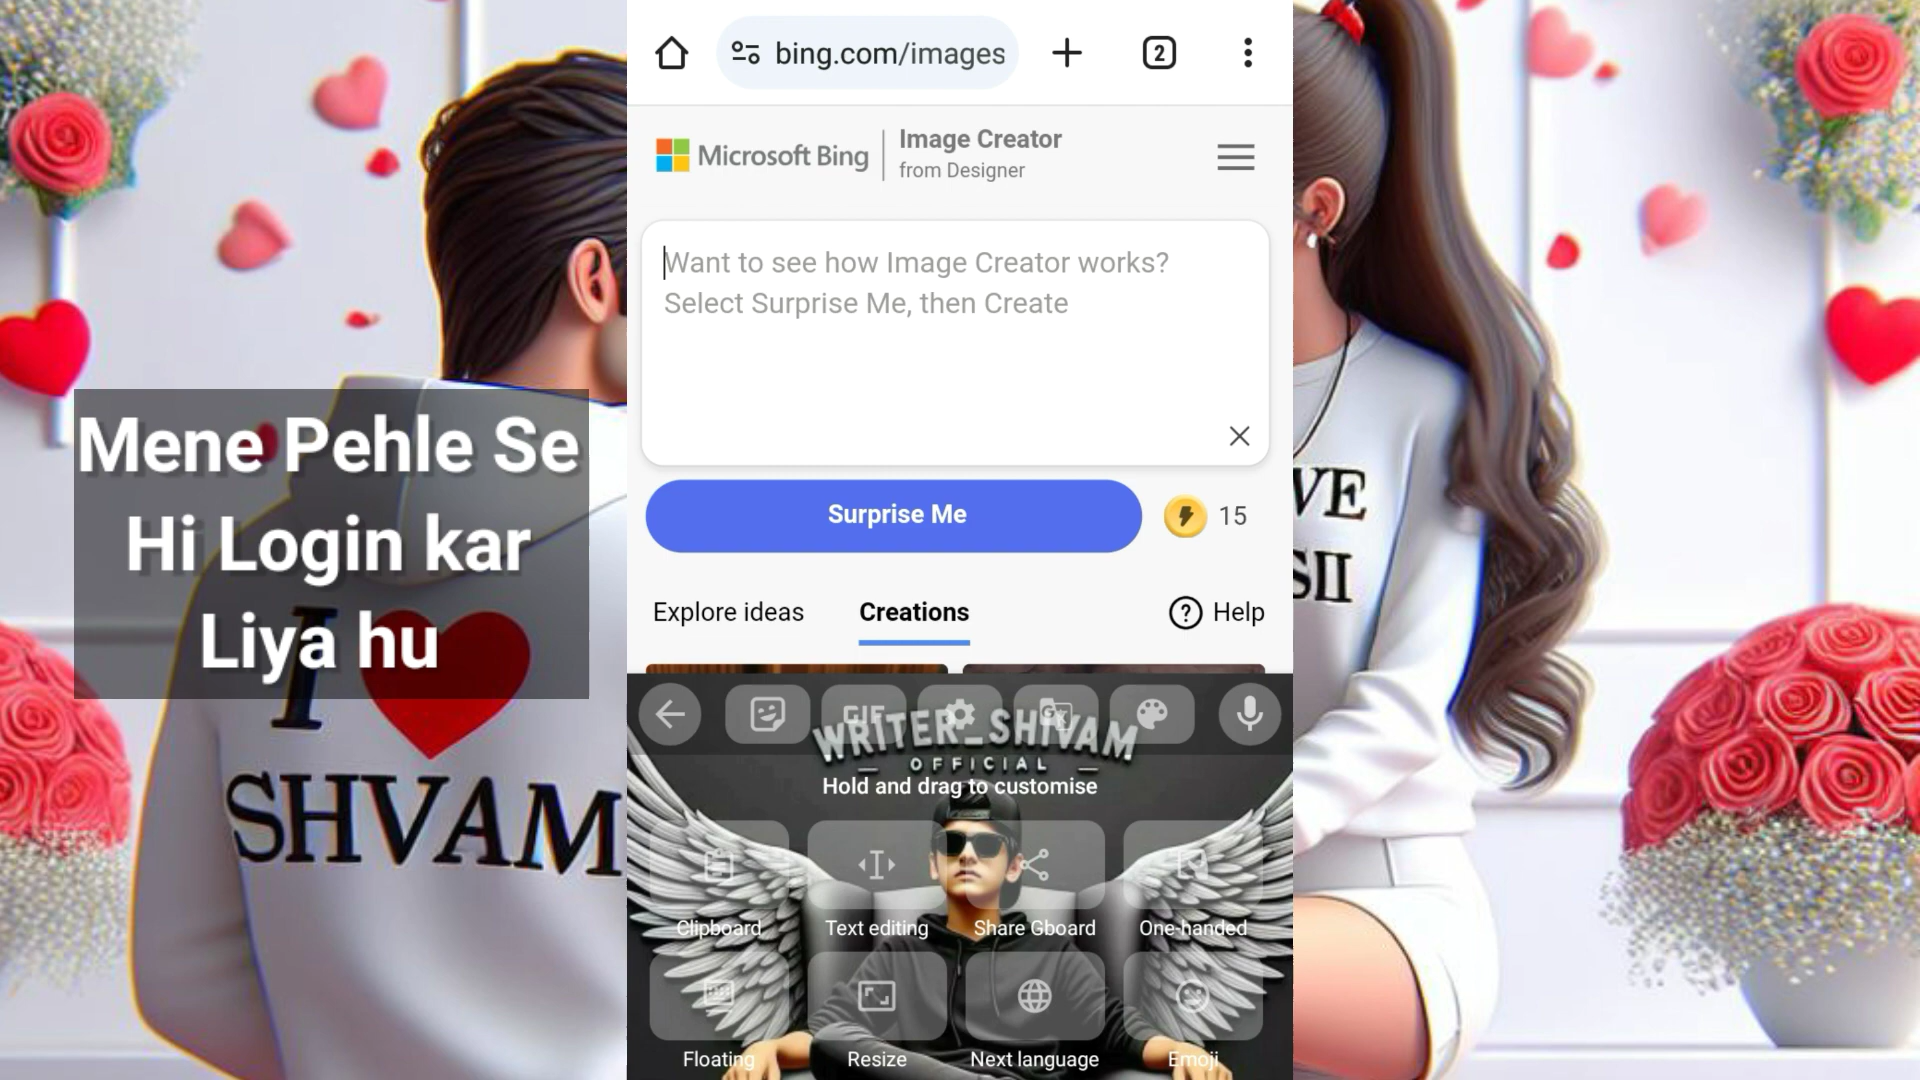 bing.com/images
2
Microsoft Bing
Image Creator
from Designer
Want to see how Image Creator works?
Select Surprise Me, then Create
Surprise Me
15
Explore ideas
Creations
Help
Mene Pehle Se
Hi Login kar
Liya hu
I
SHVAM
VE
SII
GIF
WRITER_SHIVAM
OFFICIAL
Hold and drag to customise
Clipboard
Text editing
Share Gboard
One-handed
Floating
Resize
Next language
Emoji